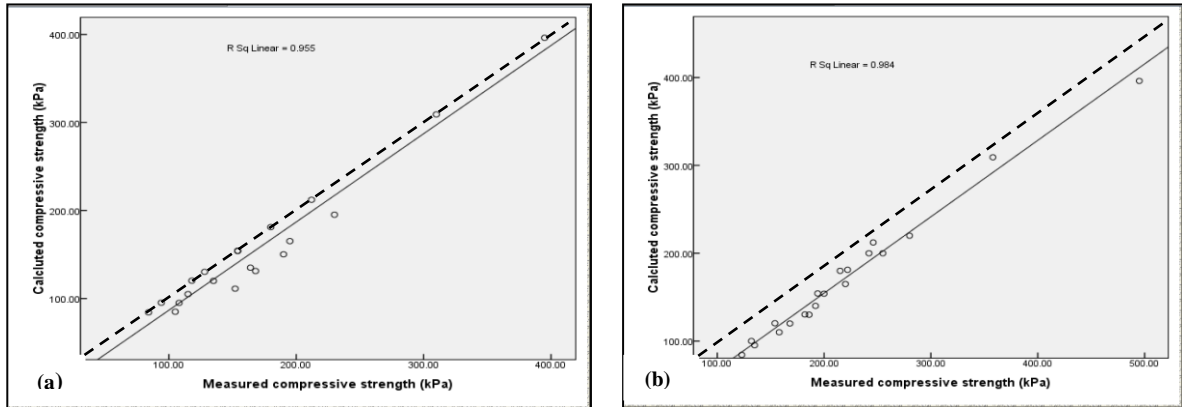 R Sq Linear = 0.955
Calcluted compressive strength (kPa)
400.00
300.00
200.00
100.00
100.00 200.00 300.00 400.00
Measured compressive strength (kPa)
(a)
R Sq Linear = 0.984
Calcluted compressive strength (kPa)
400.00
300.00
200.00
100.00
100.00 200.00 300.00 400.00 500.00
Measured compressive strength (kPa)
(b)